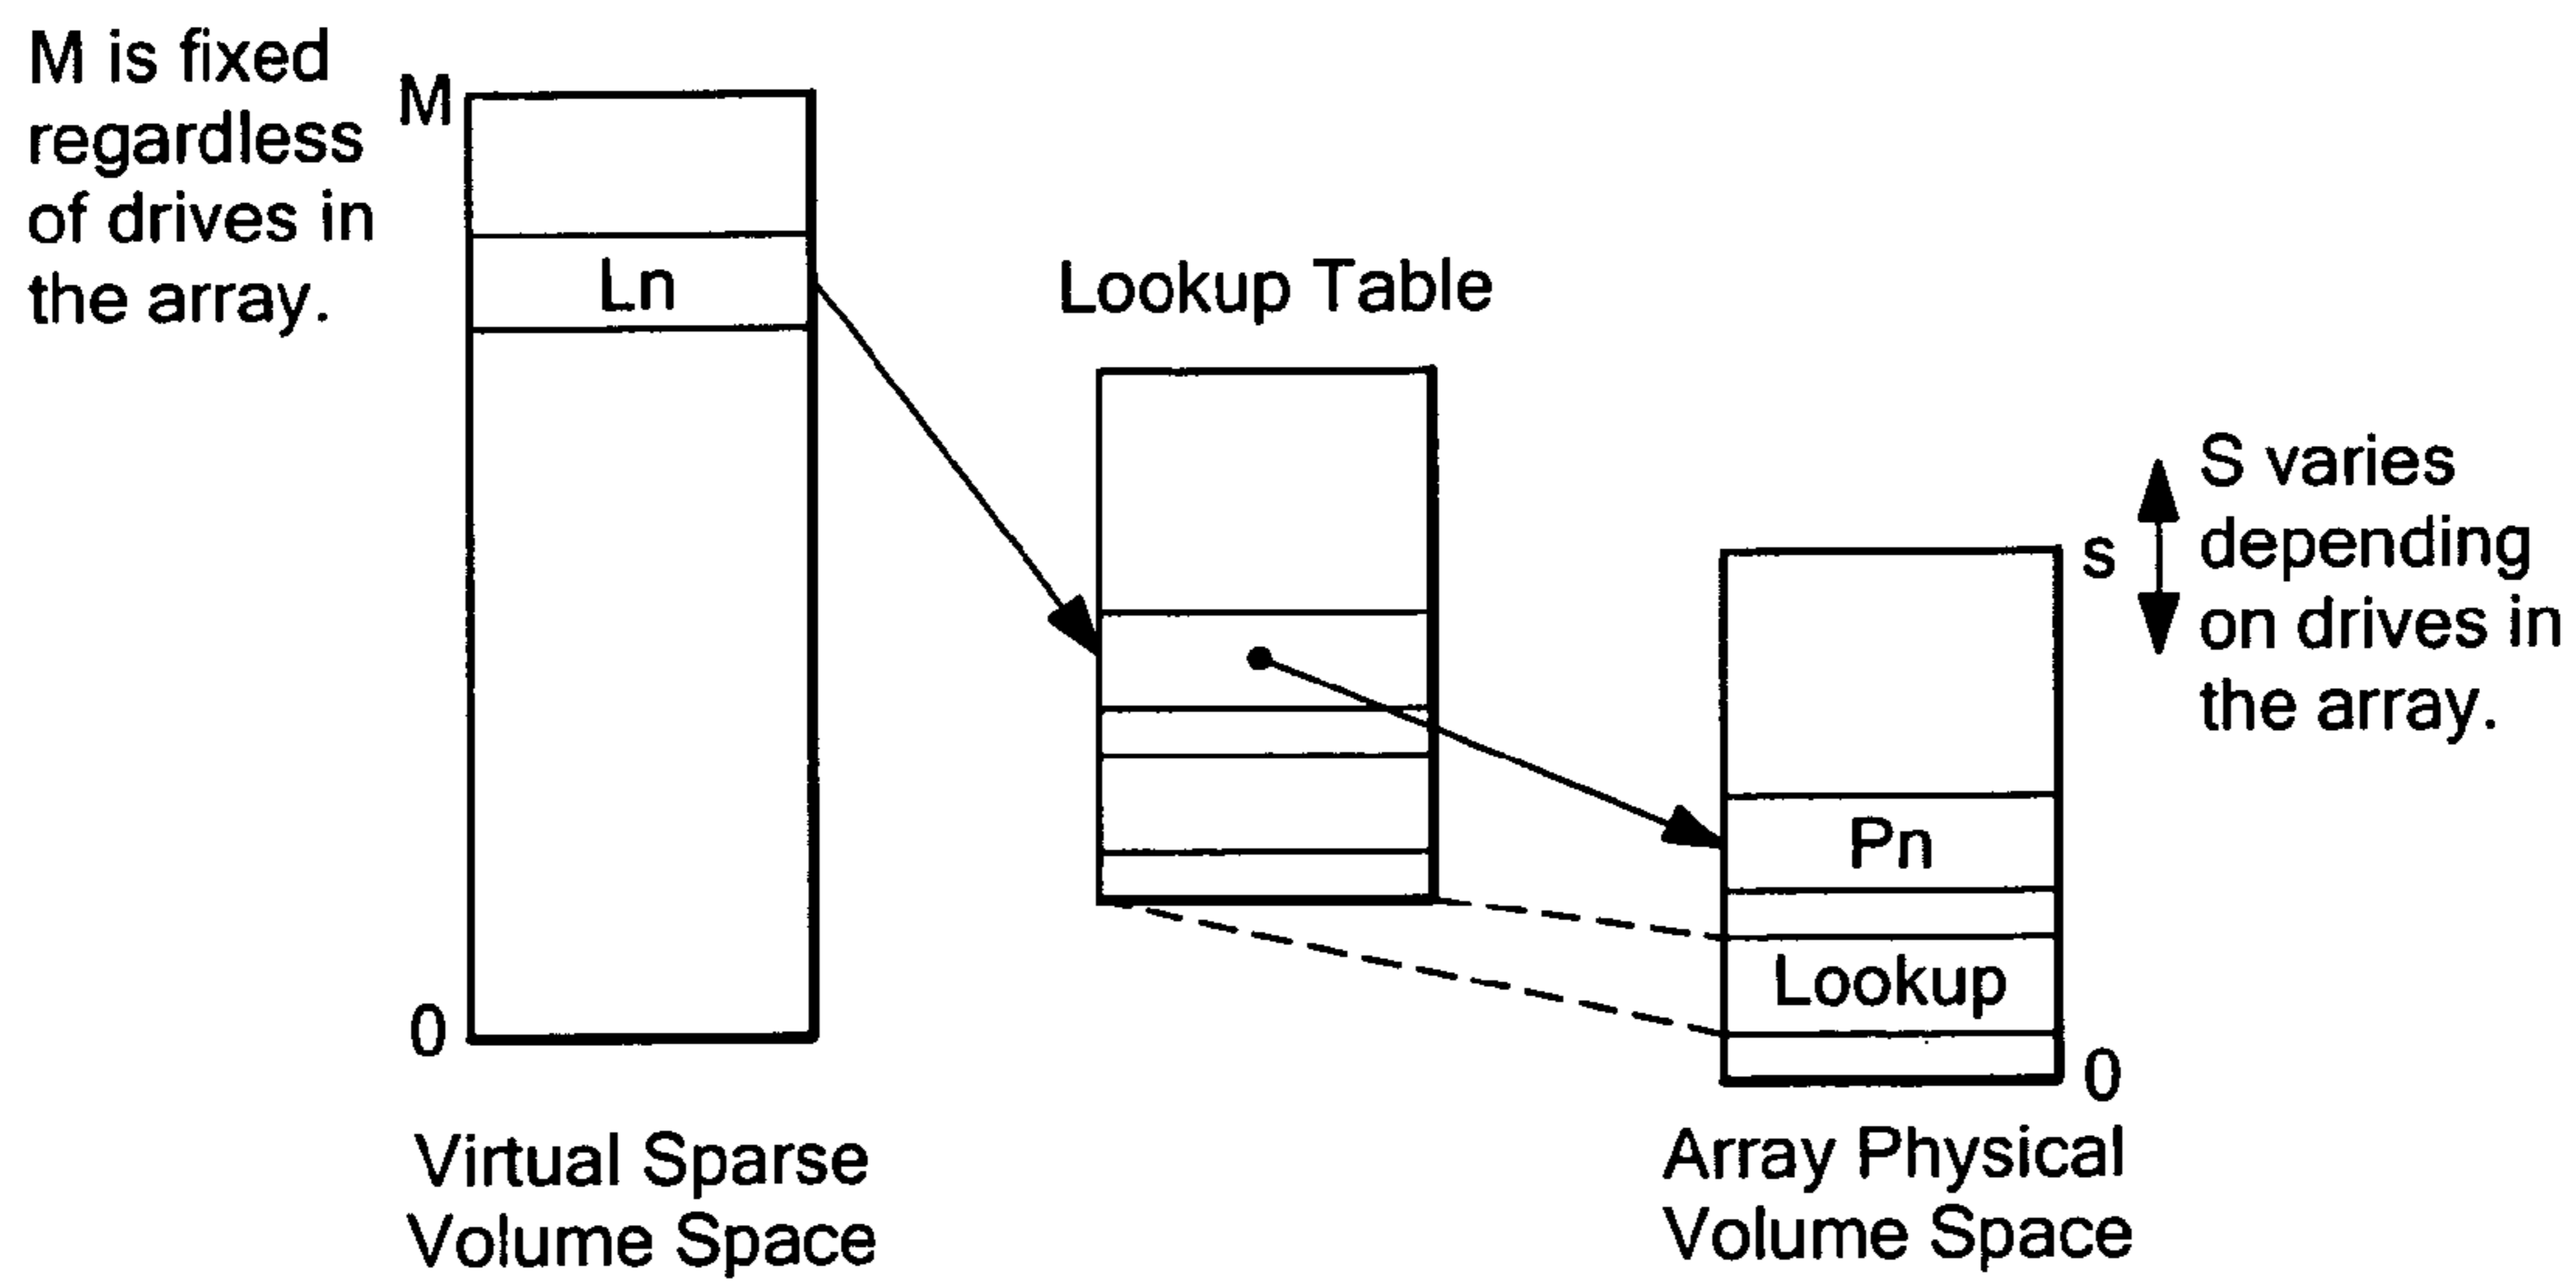 M is fixed
regardless
of drives in
the array.
M
Ln
0
Virtual Sparse
Volume Space
Lookup Table
S varies
depending
on drives in
the array.
s
Pn
Lookup
0
Array Physical
Volume Space